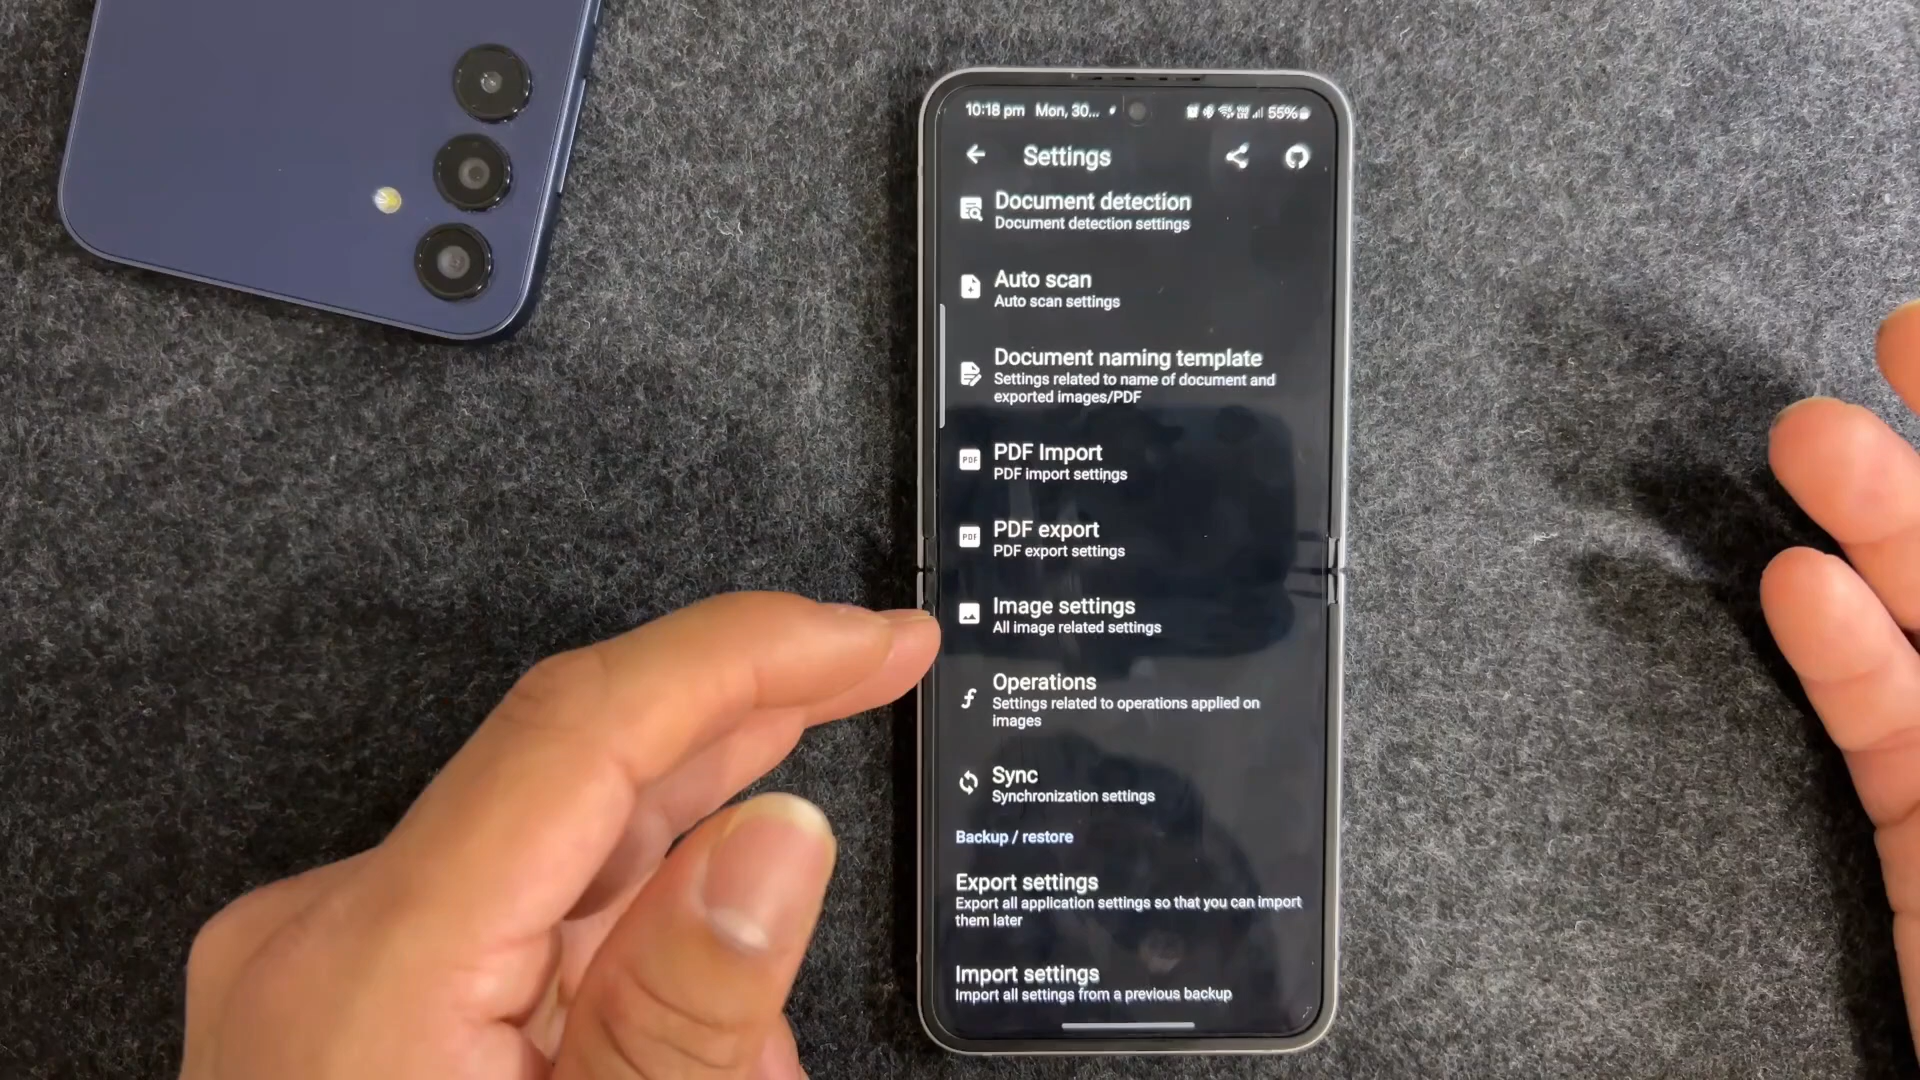 10:18 pm Mon, 30... 55%
Settings
Document detection
Document detection settings
Auto scan
Auto scan settings
Document naming template
Settings related to name of document and
exported images/PDF
PDF
PDF Import
PDF import settings
PDF
PDF export
PDF export settings
Image settings
All image related settings
Operations
Settings related to operations applied on
images
Sync
Synchronization settings
Backup / restore
Export settings
Export all application settings so that you can import
them later
Import settings
Import all settings from a previous backup